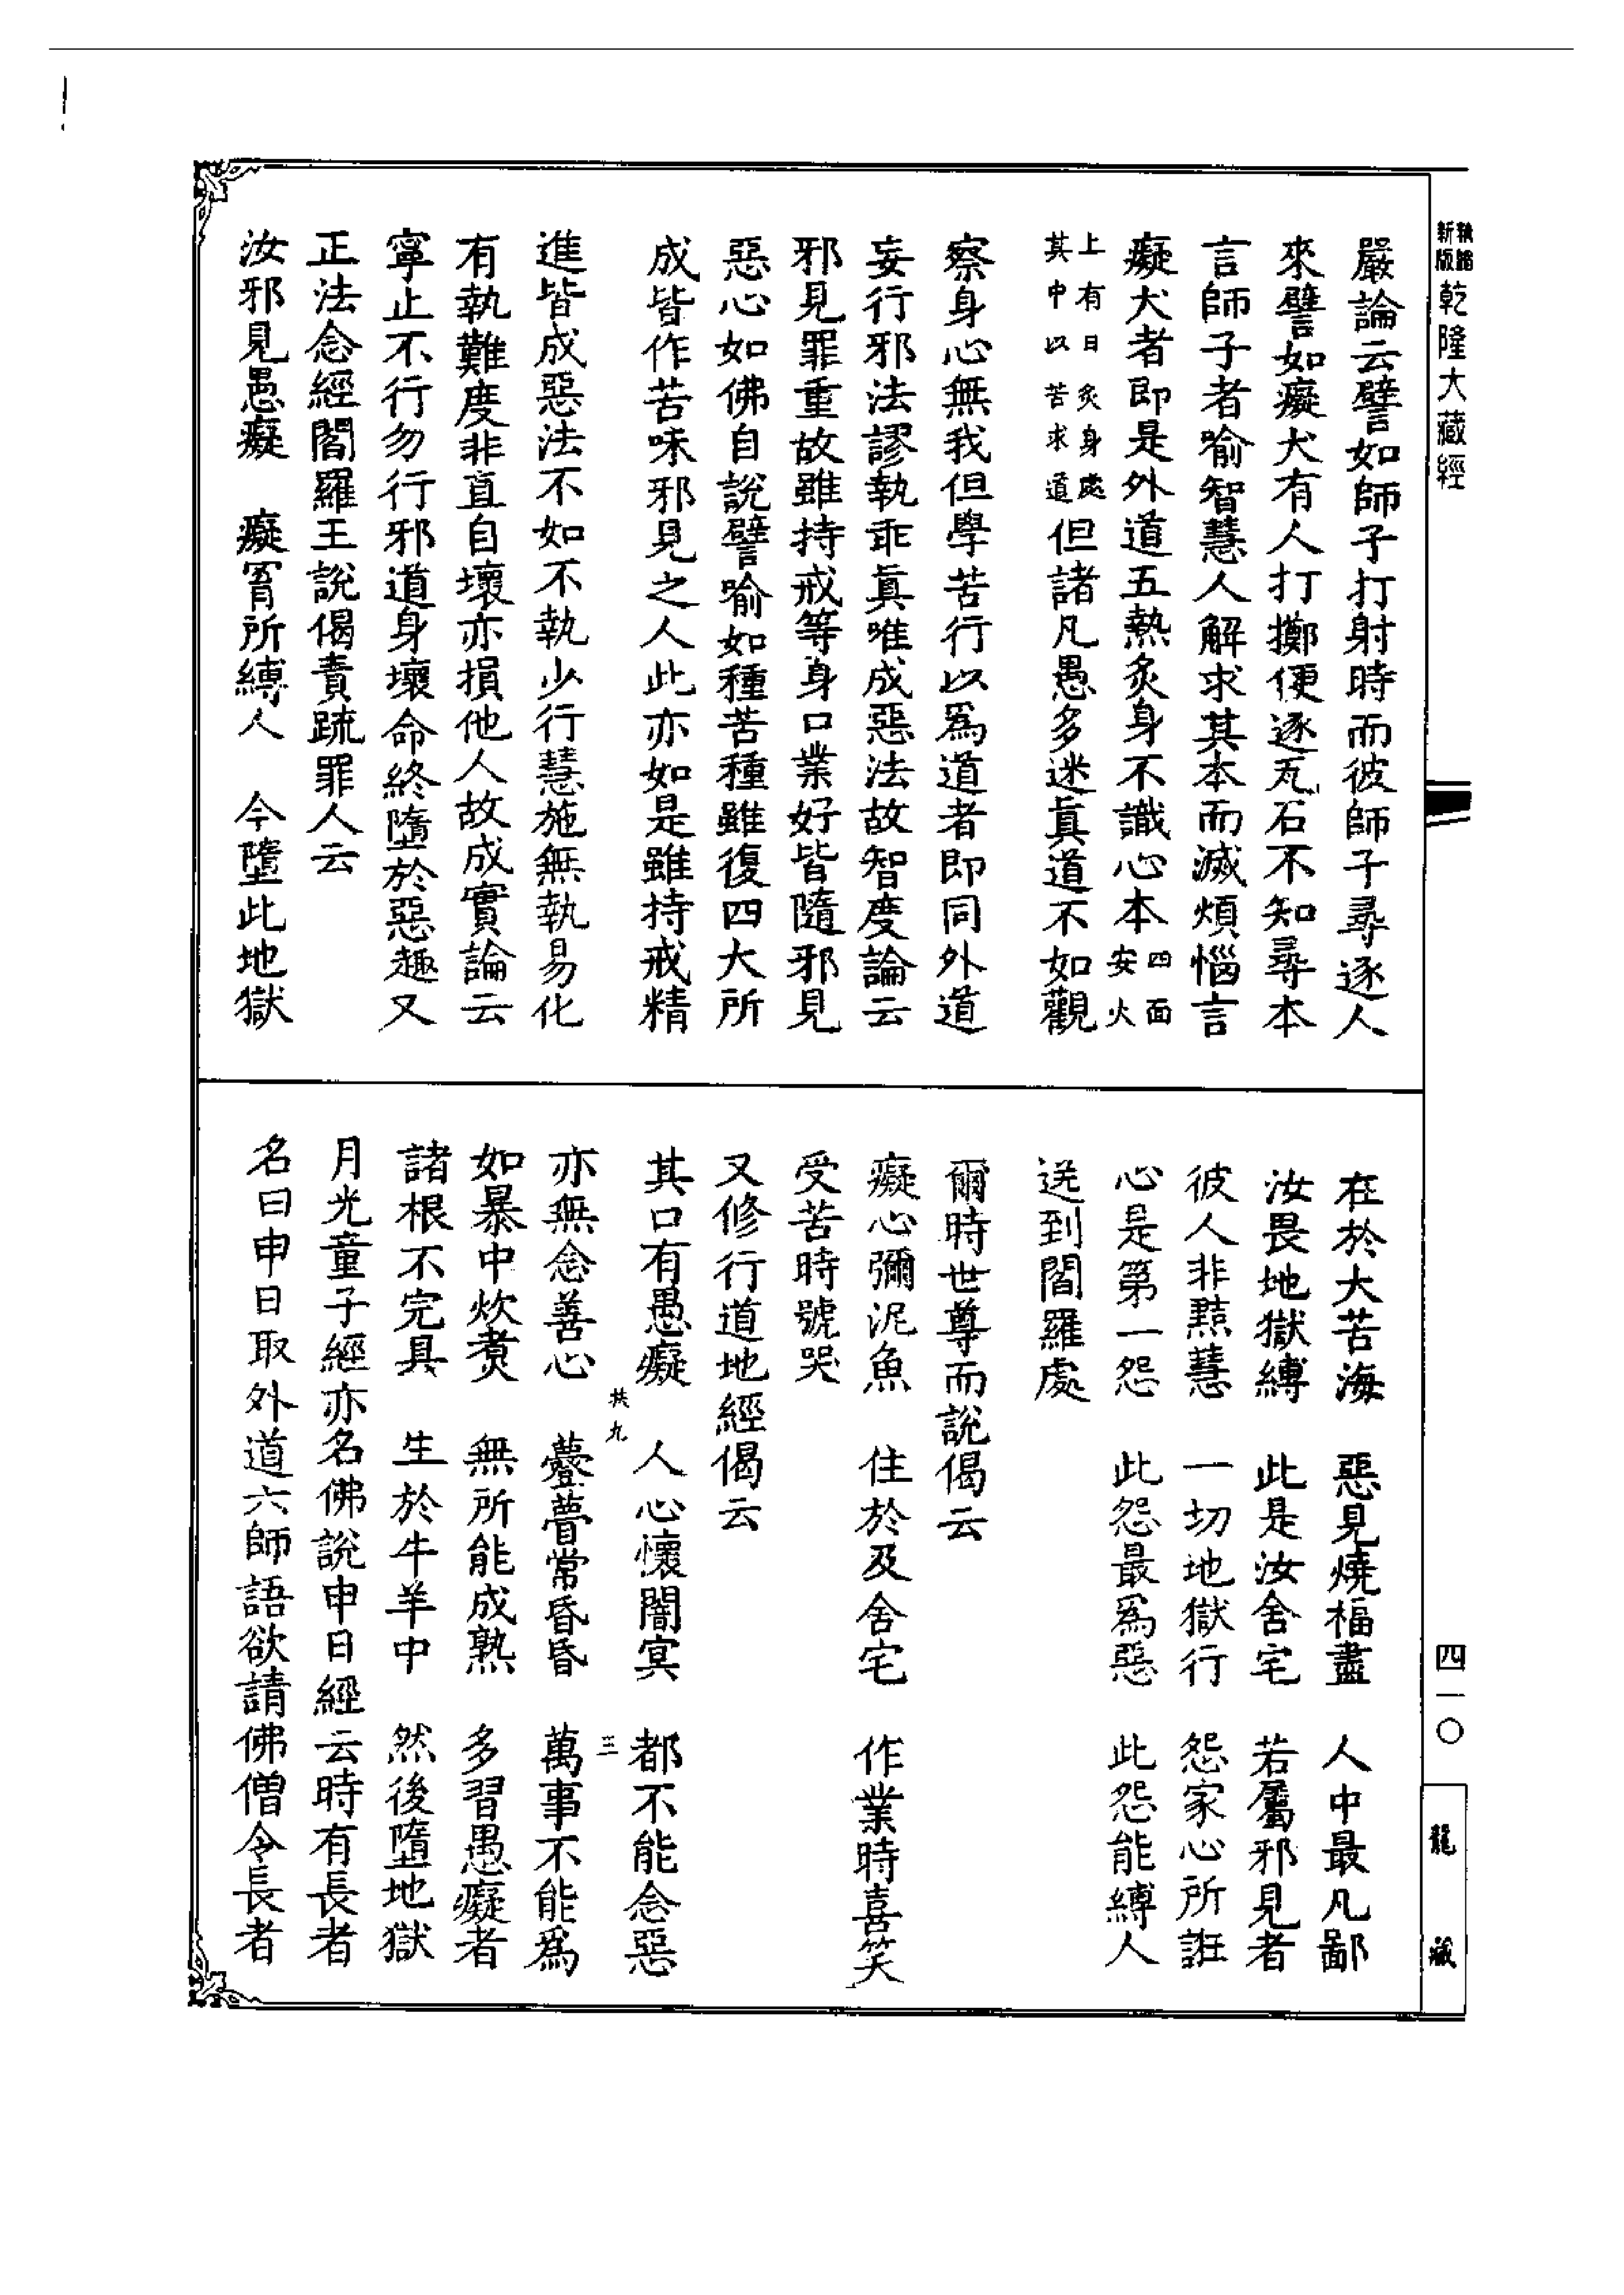 新版乾隆大藏經
嚴論云譬如師子打射時而彼師子尋逐人
來譬如癡犬有人打擲便逐瓦石不知尋本
言師子者喻智慧人解求其本而滅煩惱言
癡犬者即是外道五熱炙身不識心本四面安火
上有日炙身處其中以苦求道但諸凡愚多迷眞道不如觀
察身心無我但學苦行以爲道者即同外道
妄行邪法謬執乖眞唯成惡法故智度論云
邪見罪重故雖持戒等身口業好皆隨邪見
惡心如佛自說譬喻如種苦種雖復四大所
成皆作苦味邪見之人此亦如是雖持戒精
進皆成惡法不如不執少行慧施無執易化
有執難度非直自壞亦損他人故成實論云
寧止不行勿行邪道身壞命終墮於惡趣又
正法念經閻羅王說偈責疏罪人云
汝邪見愚癡　癡罥所縛人　今墮此地獄
在於大苦海　惡見燒福盡　人中最凡鄙
汝畏地獄縛　此是汝舍宅　若屬邪見者
彼人非黠慧　一切地獄行　怨家心所誑
心是第一怨　此怨最爲惡　此怨能縛人
送到閻羅處
爾時世尊而說偈云
癡心彌泥魚　住於及舍宅　作業時喜笑
受苦時號哭
又修行道地經偈云
其口有愚癡　人心懷闇冥　都不能念惡
共九　三
亦無念善心　㝫瞢常昏昏　萬事不能爲
如暴中炊煮　無所能成熟　多習愚癡者
諸根不完具　生於牛羊中　然後墮地獄
月光童子經亦名佛說申日經云時有長者
名曰申日取外道六師語欲請佛僧令長者
四一〇
龍藏